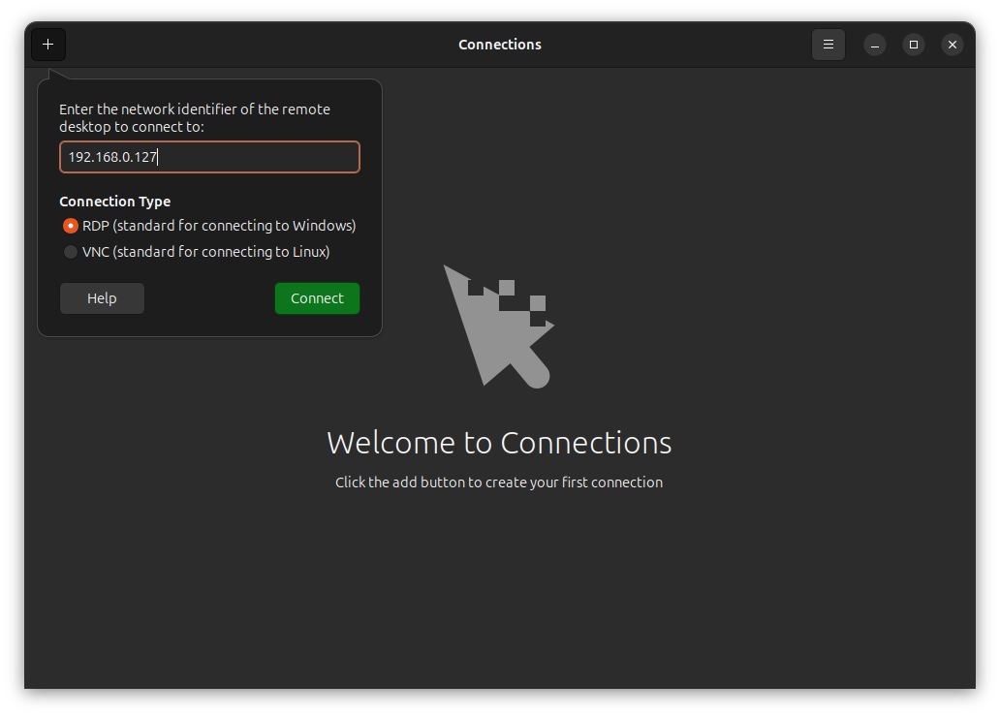 Connections
Enter the network identifier of the remote
desktop to connect to:
192.168.0.127
Connection Type
RDP (standard for connecting to Windows)
VNC (standard for connecting to Linux)
Help
Connect
Welcome to Connections
Click the add button to create your first connection